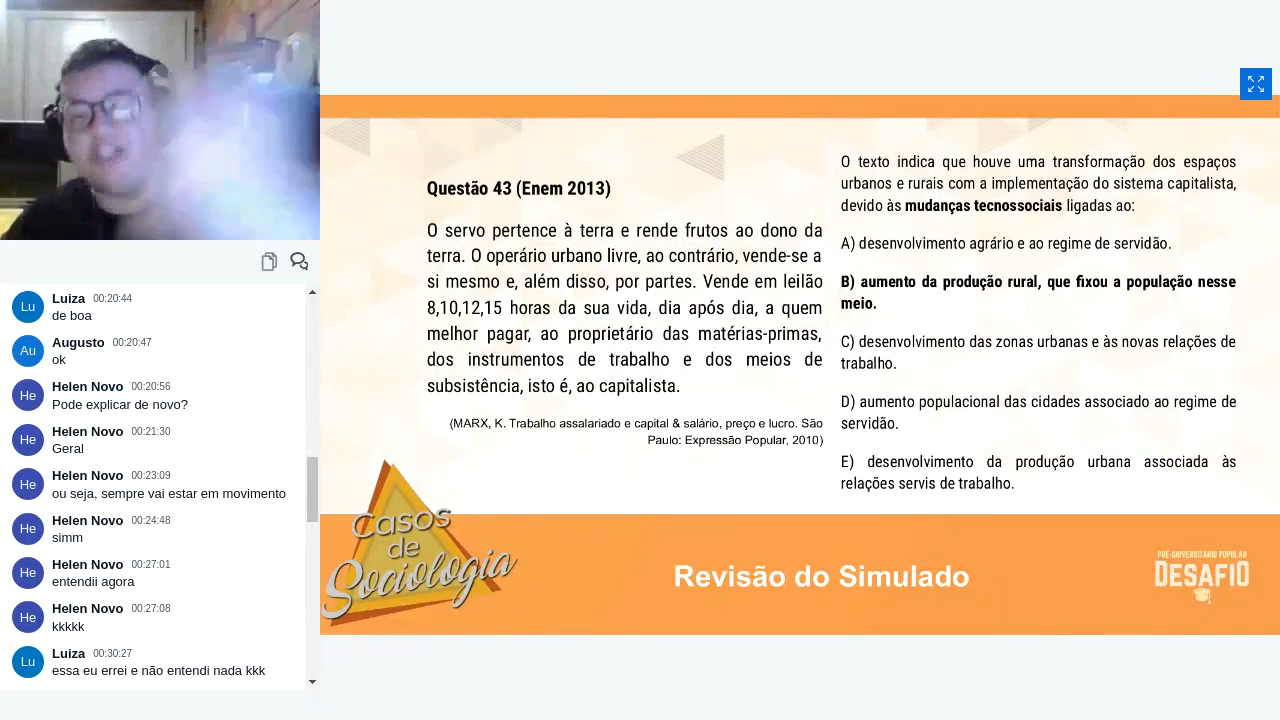 Lu
Luiza 00:20:44
de boa
Au
Augusto 00:20:47
ok
He
Helen Novo 00:20:56
Pode explicar de novo?
He
Helen Novo 00:21:30
Geral
He
Helen Novo 00:23:09
ou seja, sempre vai estar em movimento
He
Helen Novo 00:24:48
simm
He
Helen Novo 00:27:01
entendii agora
He
Helen Novo 00:27:08
kkkkk
Lu
Luiza 00:30:27
essa eu errei e não entendi nada kkk
Questão 43 (Enem 2013)
O servo pertence à terra e rende frutos ao dono da
terra. O operário urbano livre, ao contrário, vende-se a
si mesmo e, além disso, por partes. Vende em leilão
8,10,12,15 horas da sua vida, dia após dia, a quem
melhor pagar, ao proprietário das matérias-primas,
dos instrumentos de trabalho e dos meios de
subsistência, isto é, ao capitalista.
(MARX, K. Trabalho assalariado e capital & salário, preço e lucro. São
Paulo: Expressão Popular, 2010)
O texto indica que houve uma transformação dos espaços
urbanos e rurais com a implementação do sistema capitalista,
devido às mudanças tecnossociais ligadas ao:
A) desenvolvimento agrário e ao regime de servidão.
B) aumento da produção rural, que fixou a população nesse
meio.
C) desenvolvimento das zonas urbanas e às novas relações de
trabalho.
D) aumento populacional das cidades associado ao regime de
servidão.
E) desenvolvimento da produção urbana associada às
relações servis de trabalho.
Casos
de
Sociologia
Revisão do Simulado
PRÉ-UNIVERSITÁRIO POPULAR
DESAFIO